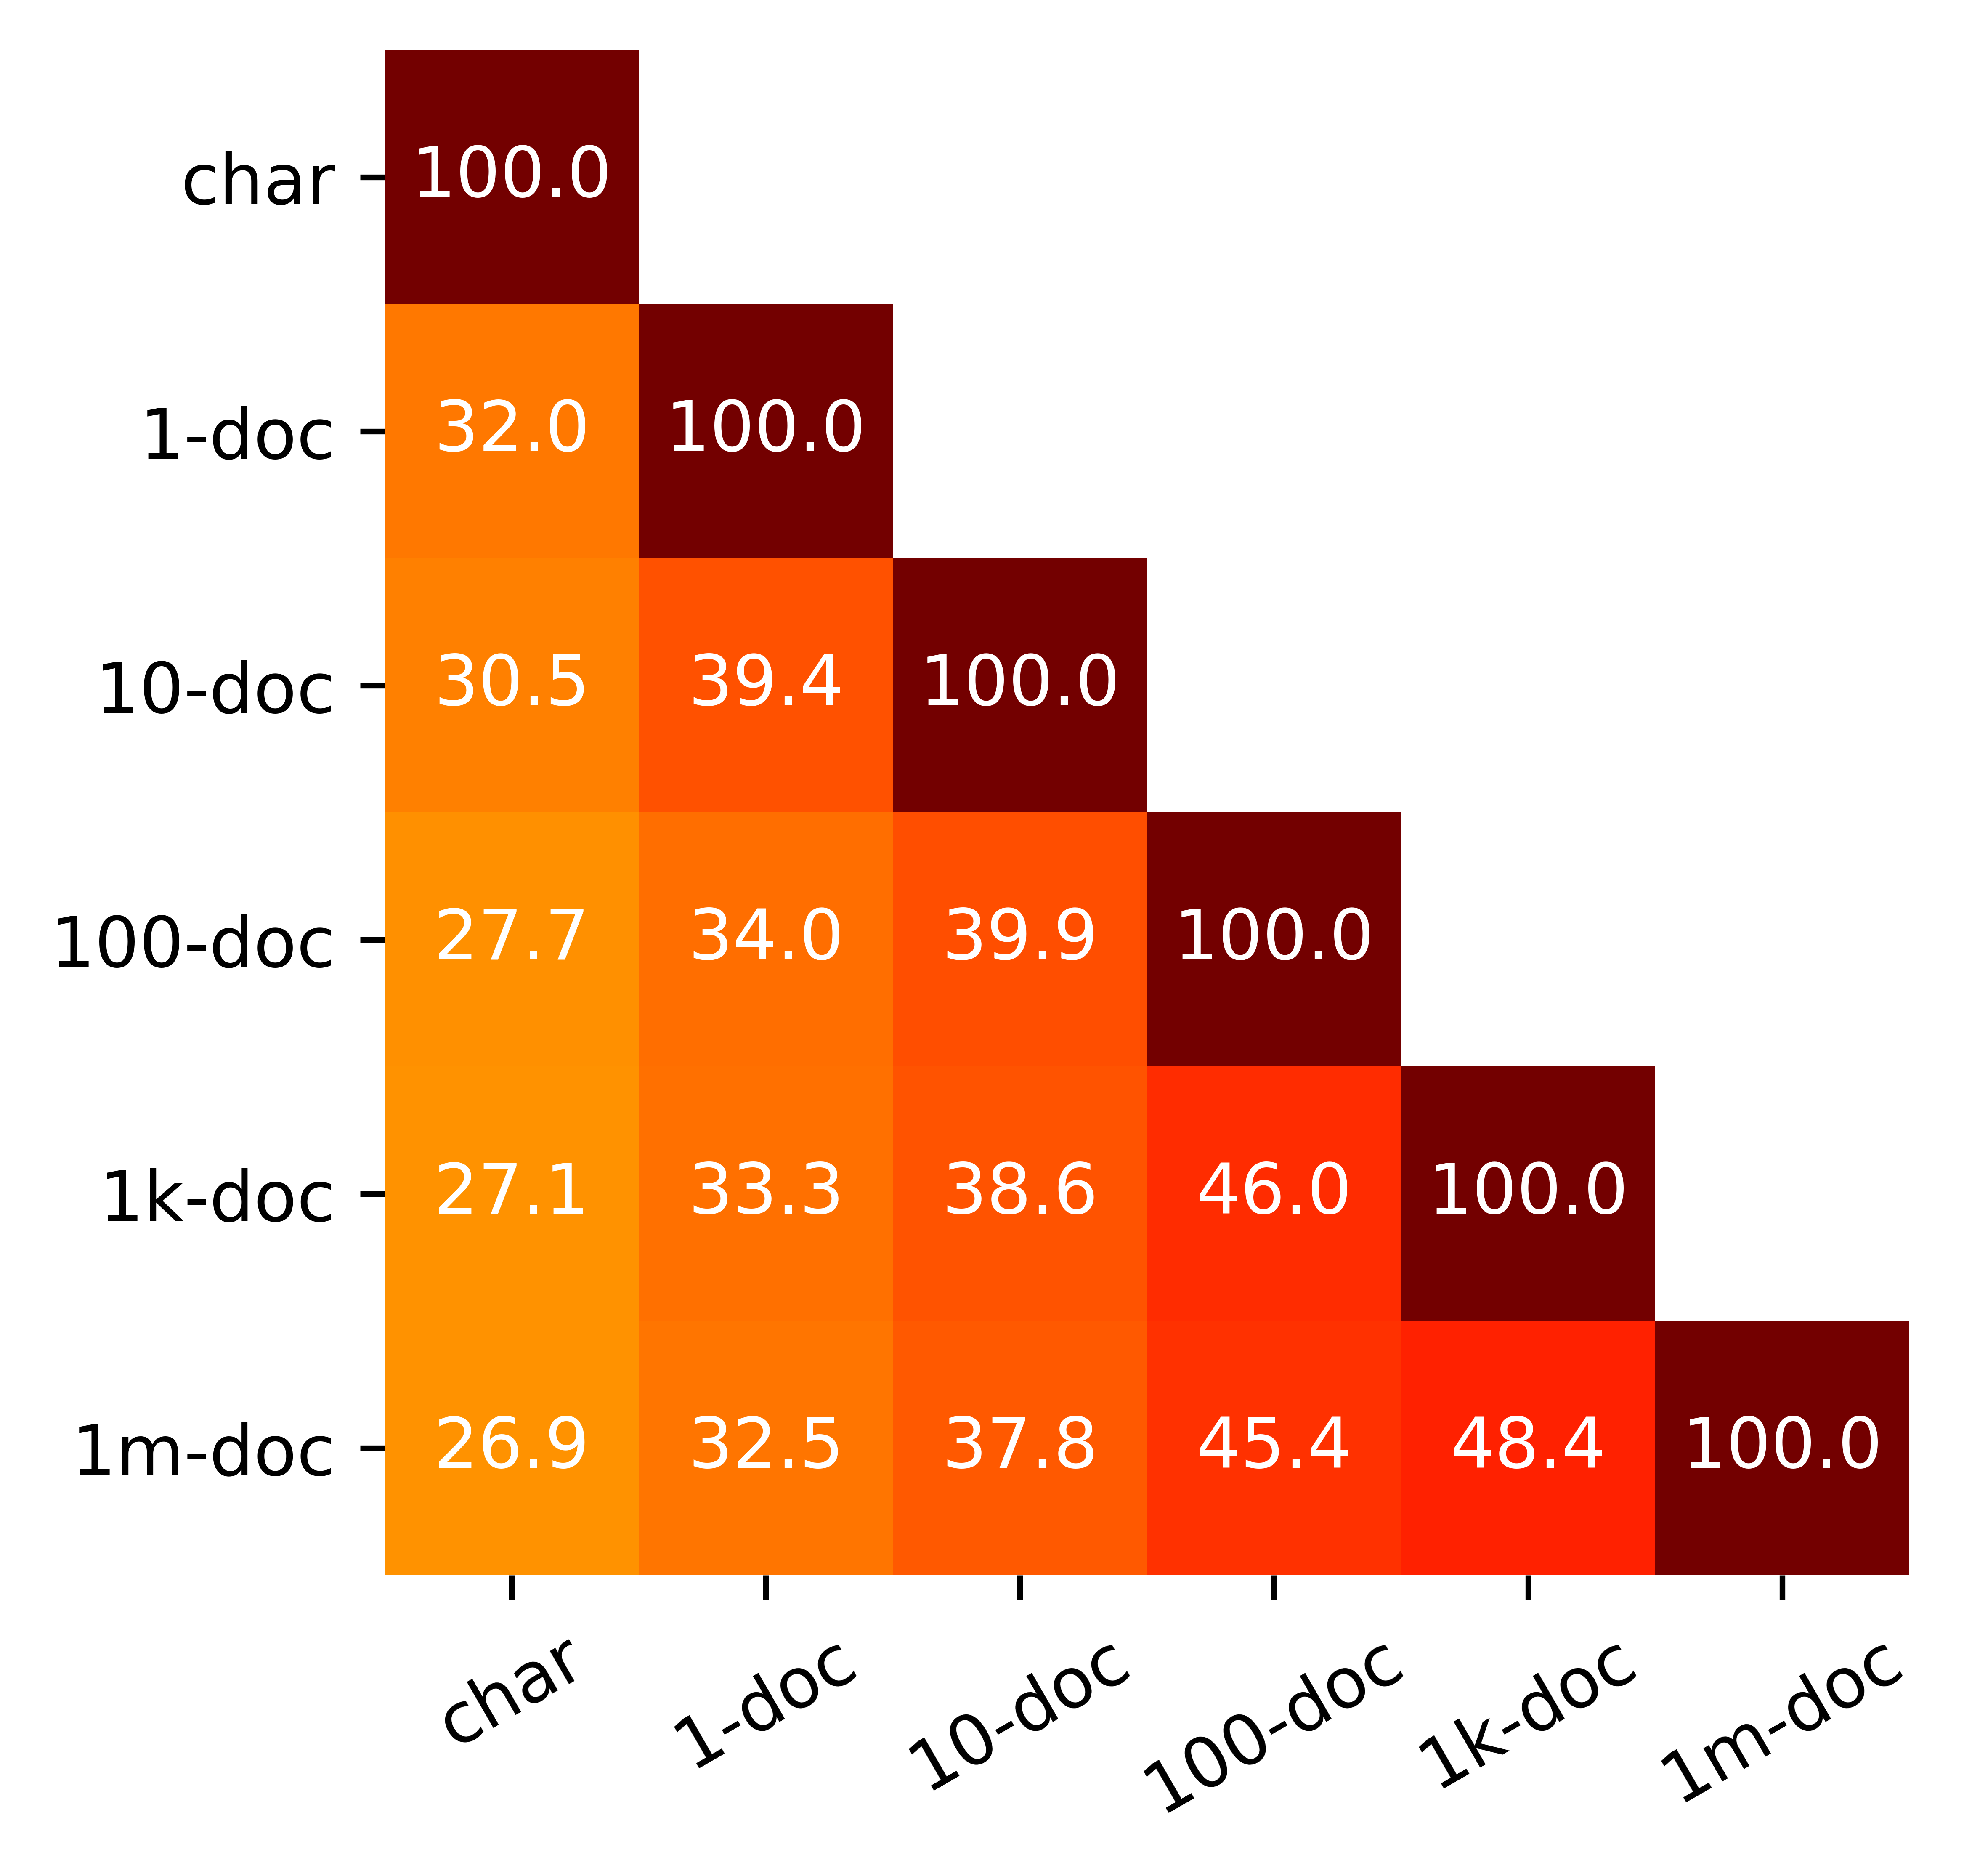 char 100.0
1-doc 32.0 100.0
10-doc 30.5 39.4 100.0
100-doc 27.7 34.0 39.9 100.0
1k-doc 27.1 33.3 38.6 46.0 100.0
1m-doc 26.9 32.5 37.8 45.4 48.4 100.0
char 1-doc 10-doc 100-doc 1k-doc 1m-doc